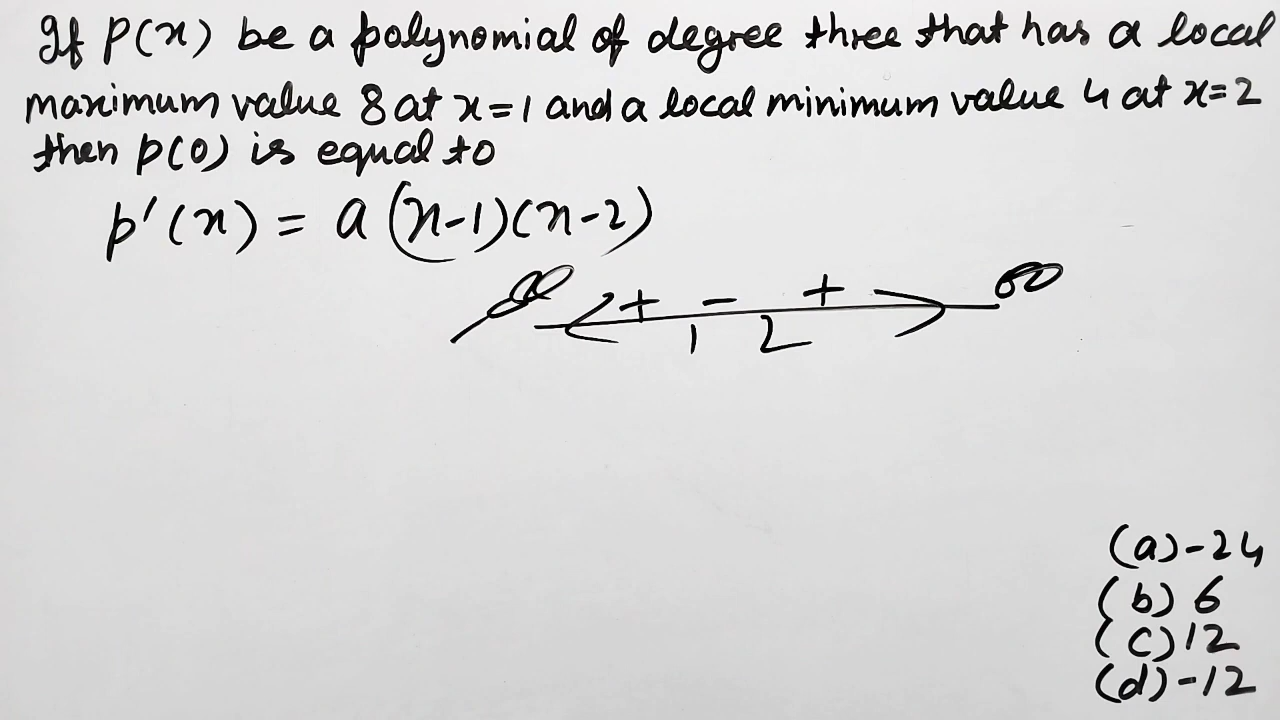 If P(x) be a polynomial of degree three that has a local
maximum value 8 at x=1 and a local minimum value 4 at x=2
then p(0) is equal to
p'(x) = a(x-1)(x-2)
-∞ + - + ∞
1 2
(a) -24
(b) 6
(c) 12
(d) -12